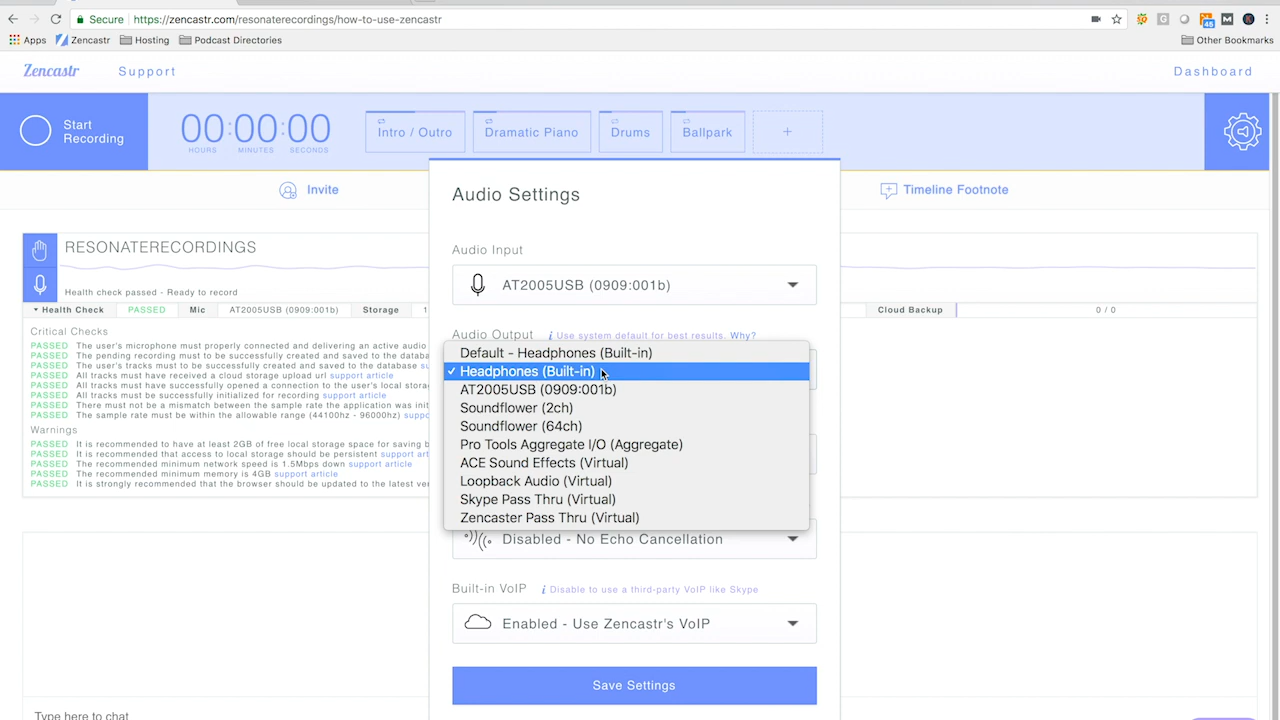 Secure
https://zencastr.com/resonaterecordings/how-to-use-zencastr
45
Apps
Zencastr
Hosting
Podcast Directories
Other Bookmarks
Zencastr
Support
Dashboard
Start Recording
00:00:00
HOURS MINUTES SECONDS
Intro / Outro
Dramatic Piano
Drums
Ballpark
+
Invite
Timeline Footnote
Audio Settings
Audio Input
AT2005USB (0909:001b)
Audio Output
i Use system default for best results. Why?
Default - Headphones (Built-in)
✓ Headphones (Built-in)
AT2005USB (0909:001b)
Soundflower (2ch)
Soundflower (64ch)
Pro Tools Aggregate I/O (Aggregate)
ACE Sound Effects (Virtual)
Loopback Audio (Virtual)
Skype Pass Thru (Virtual)
Zencaster Pass Thru (Virtual)
Disabled - No Echo Cancellation
Built-in VoIP
i Disable to use a third-party VoIP like Skype
Enabled - Use Zencastr's VoIP
Save Settings
RESONATERECORDINGS
Health check passed - Ready to record
Health Check PASSED Mic AT2005USB (0909:001b) Storage 1
Cloud Backup 0 / 0
Critical Checks
PASSED The user's microphone must properly connected and delivering an active audio
PASSED The pending recording must to be successfully created and saved to the databa
PASSED The user's tracks must to be successfully created and saved to the database su
PASSED All tracks must have received a cloud storage upload url support article
PASSED All tracks must have successfully opened a connection to the user's local storag
PASSED All tracks must be successfully initialized for recording support article
PASSED There must not be a mismatch between the sample rate the application was init
PASSED The sample rate must be within the allowable range (44100hz - 96000hz) suppo
Warnings
PASSED It is recommended to have at least 2GB of free local storage space for saving b
PASSED It is recommended that access to local storage should be persistent support art
PASSED The recommended minimum network speed is 1.5Mbps down support article
PASSED The recommended minimum memory is 4GB support article
PASSED It is strongly recommended that the browser should be updated to the latest ver
Type here to chat